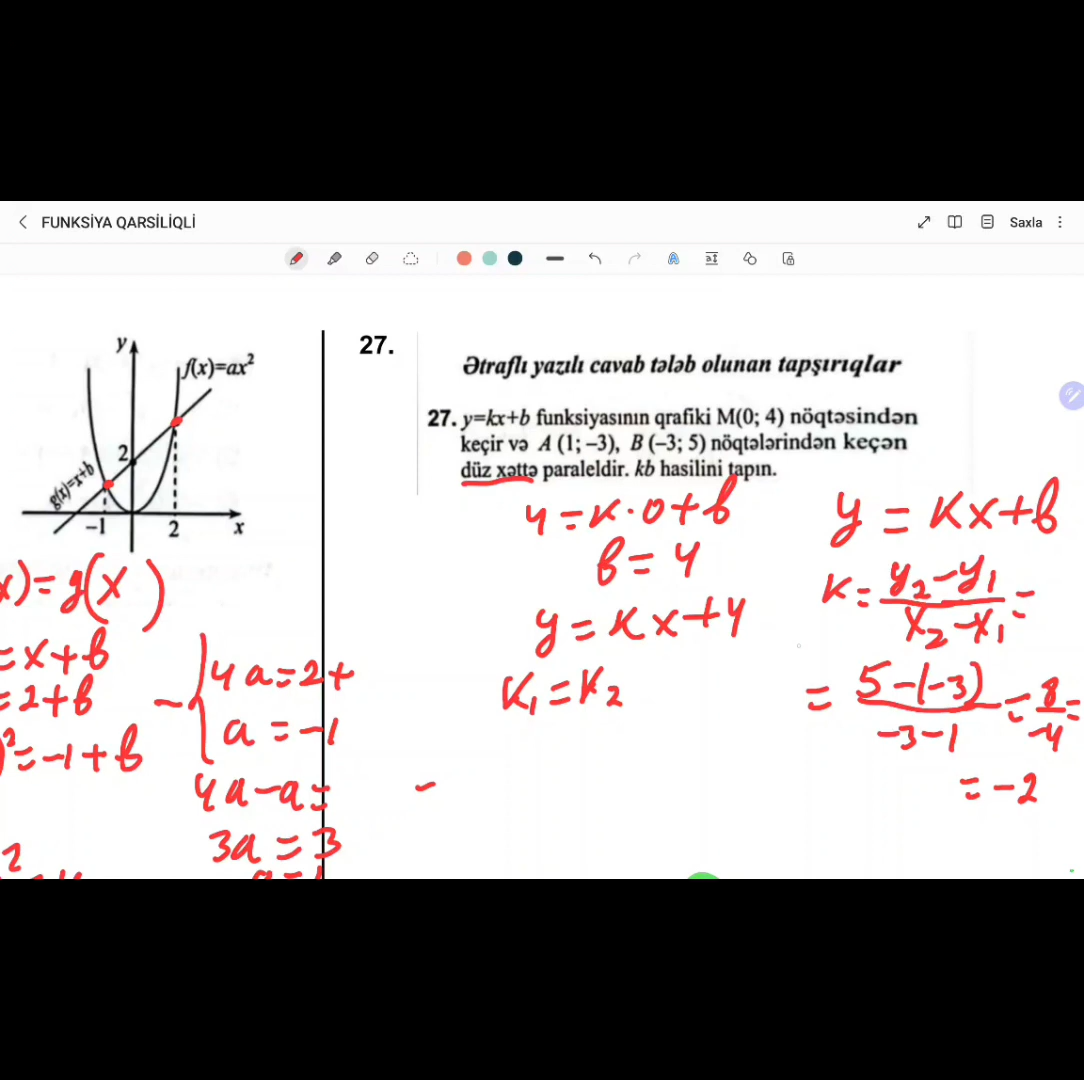 FUNKSİYA QARSİLİQLİ
Saxla
y
f(x)=ax²
2
g(x)=x+b
-1
2
x
x)=g(x)
=x+b
=2+b
)²=-1+b
4a=2+
a=-1
4a-a=
3a=3
a=1
2
27.
Ətraflı yazılı cavab tələb olunan tapşırıqlar
27. y=kx+b funksiyasının qrafiki M(0; 4) nöqtəsindən
keçir və A (1; –3), B (–3; 5) nöqtələrindən keçən
düz xəttə paraleldir. kb hasilini tapın.
4=K·0+b
b=4
y=Kx+4
K₁=K₂
y=Kx+b
K=y₂-y₁/x₂-x₁=
=5-(-3)/-3-1=8/-4=
=-2